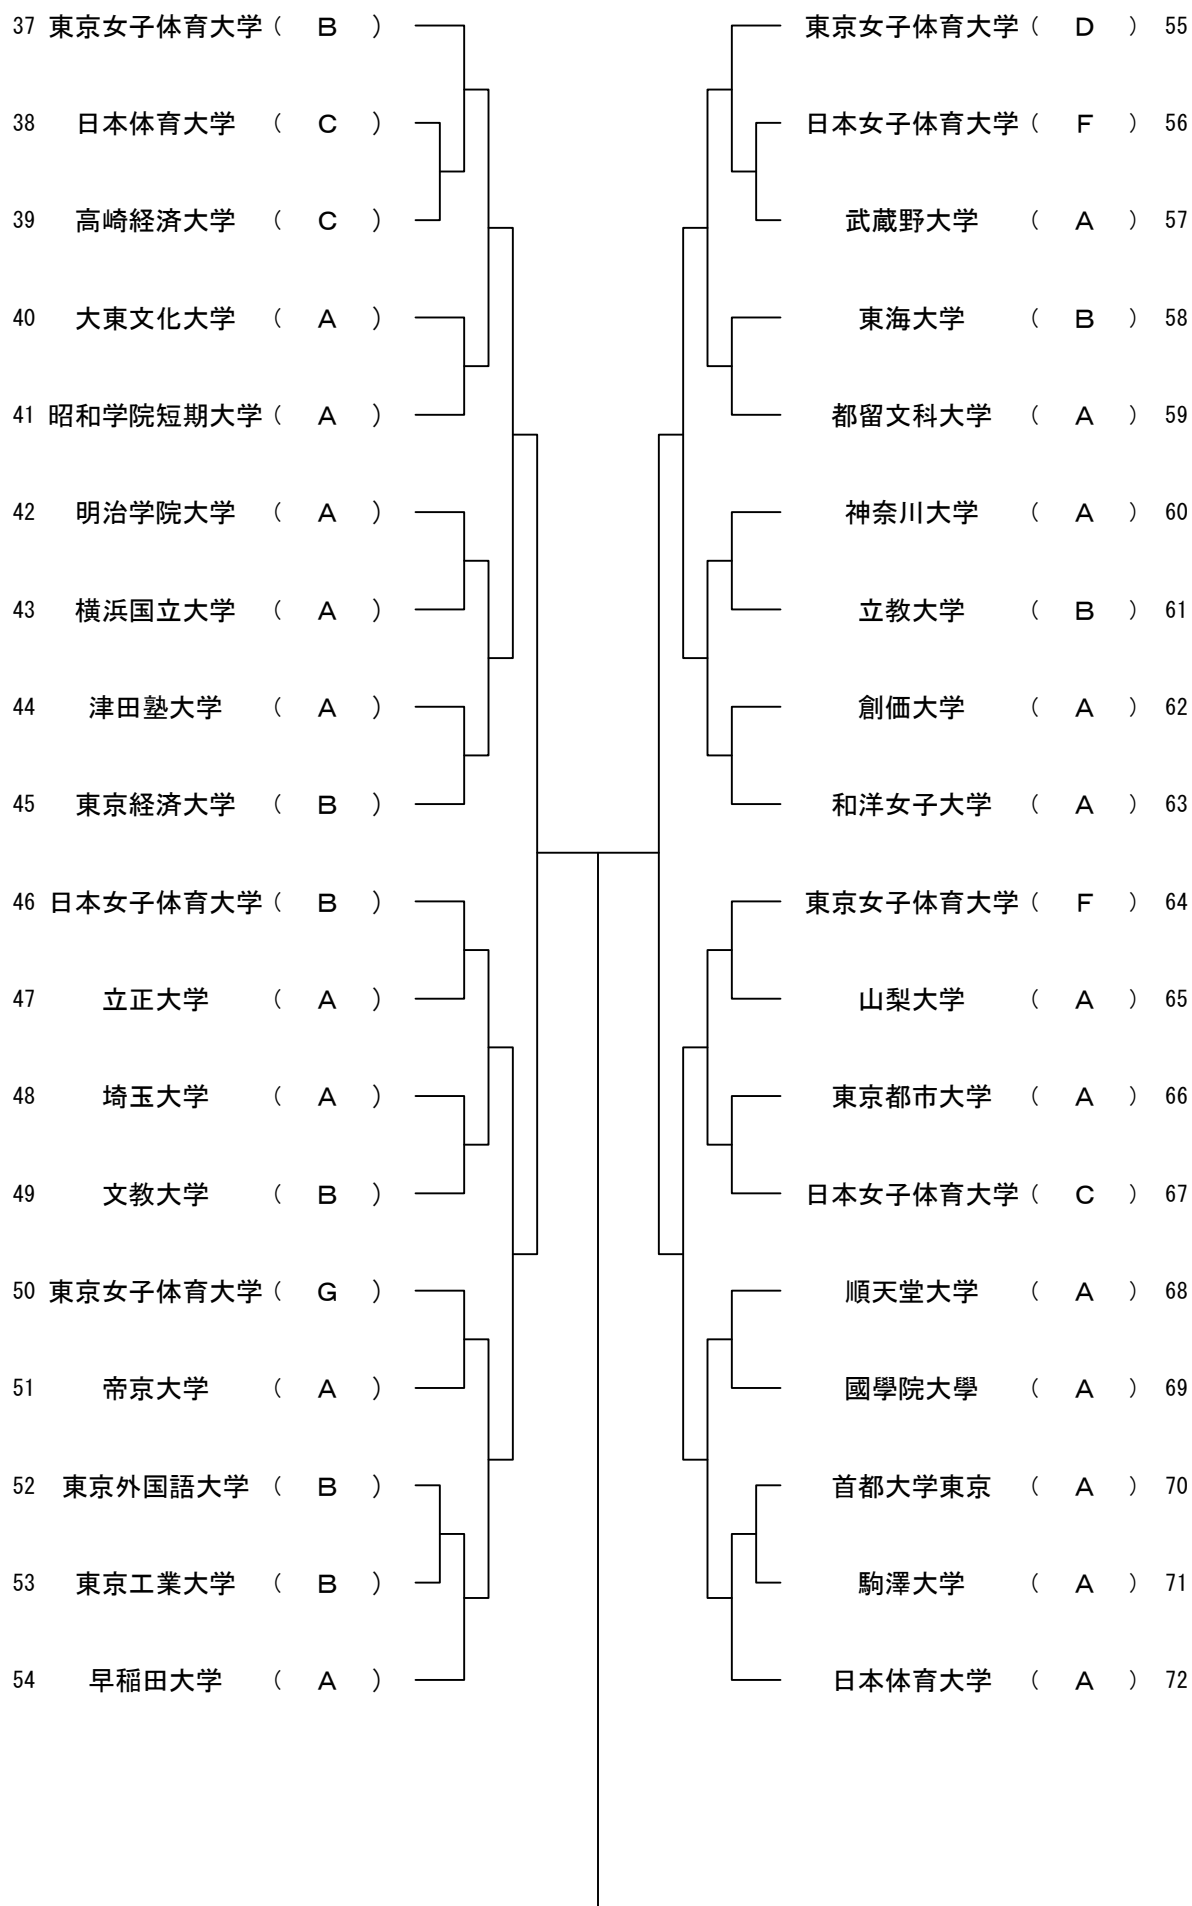 37 東京女子体育大学 ( B )
38 日本体育大学 ( C )
39 高崎経済大学 ( C )
40 大東文化大学 ( A )
41 昭和学院短期大学 ( A )
42 明治学院大学 ( A )
43 横浜国立大学 ( A )
44 津田塾大学 ( A )
45 東京経済大学 ( B )
46 日本女子体育大学 ( B )
47 立正大学 ( A )
48 埼玉大学 ( A )
49 文教大学 ( B )
50 東京女子体育大学 ( G )
51 帝京大学 ( A )
52 東京外国語大学 ( B )
53 東京工業大学 ( B )
54 早稲田大学 ( A )
東京女子体育大学 ( D ) 55
日本女子体育大学 ( F ) 56
武蔵野大学 ( A ) 57
東海大学 ( B ) 58
都留文科大学 ( A ) 59
神奈川大学 ( A ) 60
立教大学 ( B ) 61
創価大学 ( A ) 62
和洋女子大学 ( A ) 63
東京女子体育大学 ( F ) 64
山梨大学 ( A ) 65
東京都市大学 ( A ) 66
日本女子体育大学 ( C ) 67
順天堂大学 ( A ) 68
國學院大學 ( A ) 69
首都大学東京 ( A ) 70
駒澤大学 ( A ) 71
日本体育大学 ( A ) 72